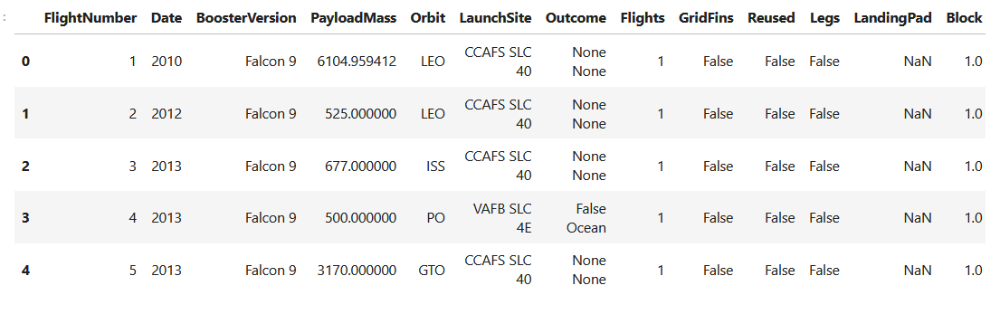 : FlightNumber Date BoosterVersion PayloadMass Orbit LaunchSite Outcome Flights GridFins Reused Legs LandingPad Block
0 1 2010 Falcon 9 6104.959412 LEO CCAFS SLC 40 None None 1 False False False NaN 1.0
1 2 2012 Falcon 9 525.000000 LEO CCAFS SLC 40 None None 1 False False False NaN 1.0
2 3 2013 Falcon 9 677.000000 ISS CCAFS SLC 40 None None 1 False False False NaN 1.0
3 4 2013 Falcon 9 500.000000 PO VAFB SLC 4E False Ocean 1 False False False NaN 1.0
4 5 2013 Falcon 9 3170.000000 GTO CCAFS SLC 40 None None 1 False False False NaN 1.0